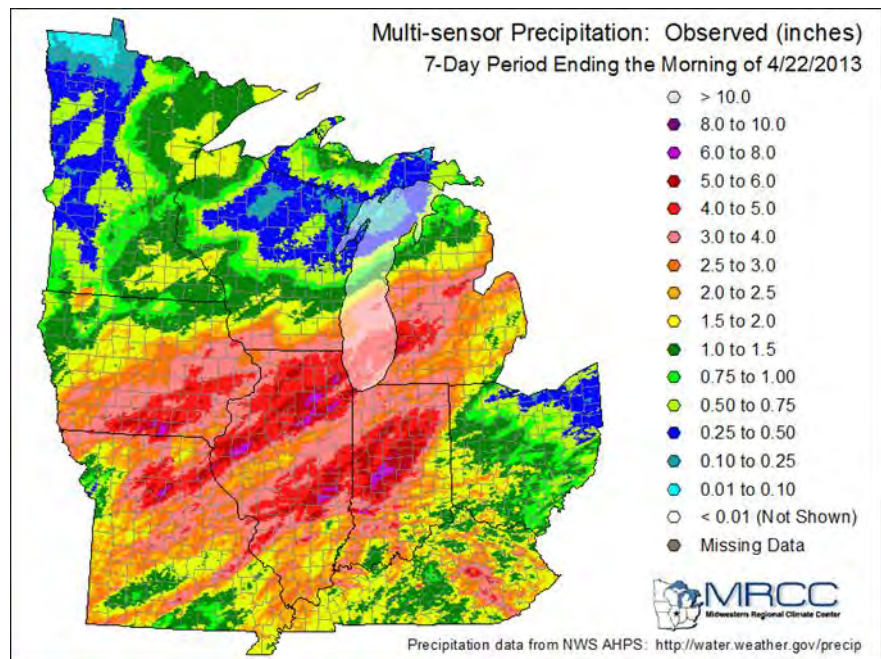 Multi-sensor Precipitation: Observed (inches)
7-Day Period Ending the Morning of 4/22/2013
> 10.0
8.0 to 10.0
6.0 to 8.0
5.0 to 6.0
4.0 to 5.0
3.0 to 4.0
2.5 to 3.0
2.0 to 2.5
1.5 to 2.0
1.0 to 1.5
0.75 to 1.00
0.50 to 0.75
0.25 to 0.50
0.10 to 0.25
0.01 to 0.10
< 0.01 (Not Shown)
Missing Data
MRCC
Midwestern Regional Climate Center
Precipitation data from NWS AHPS: http://water.weather.gov/precip